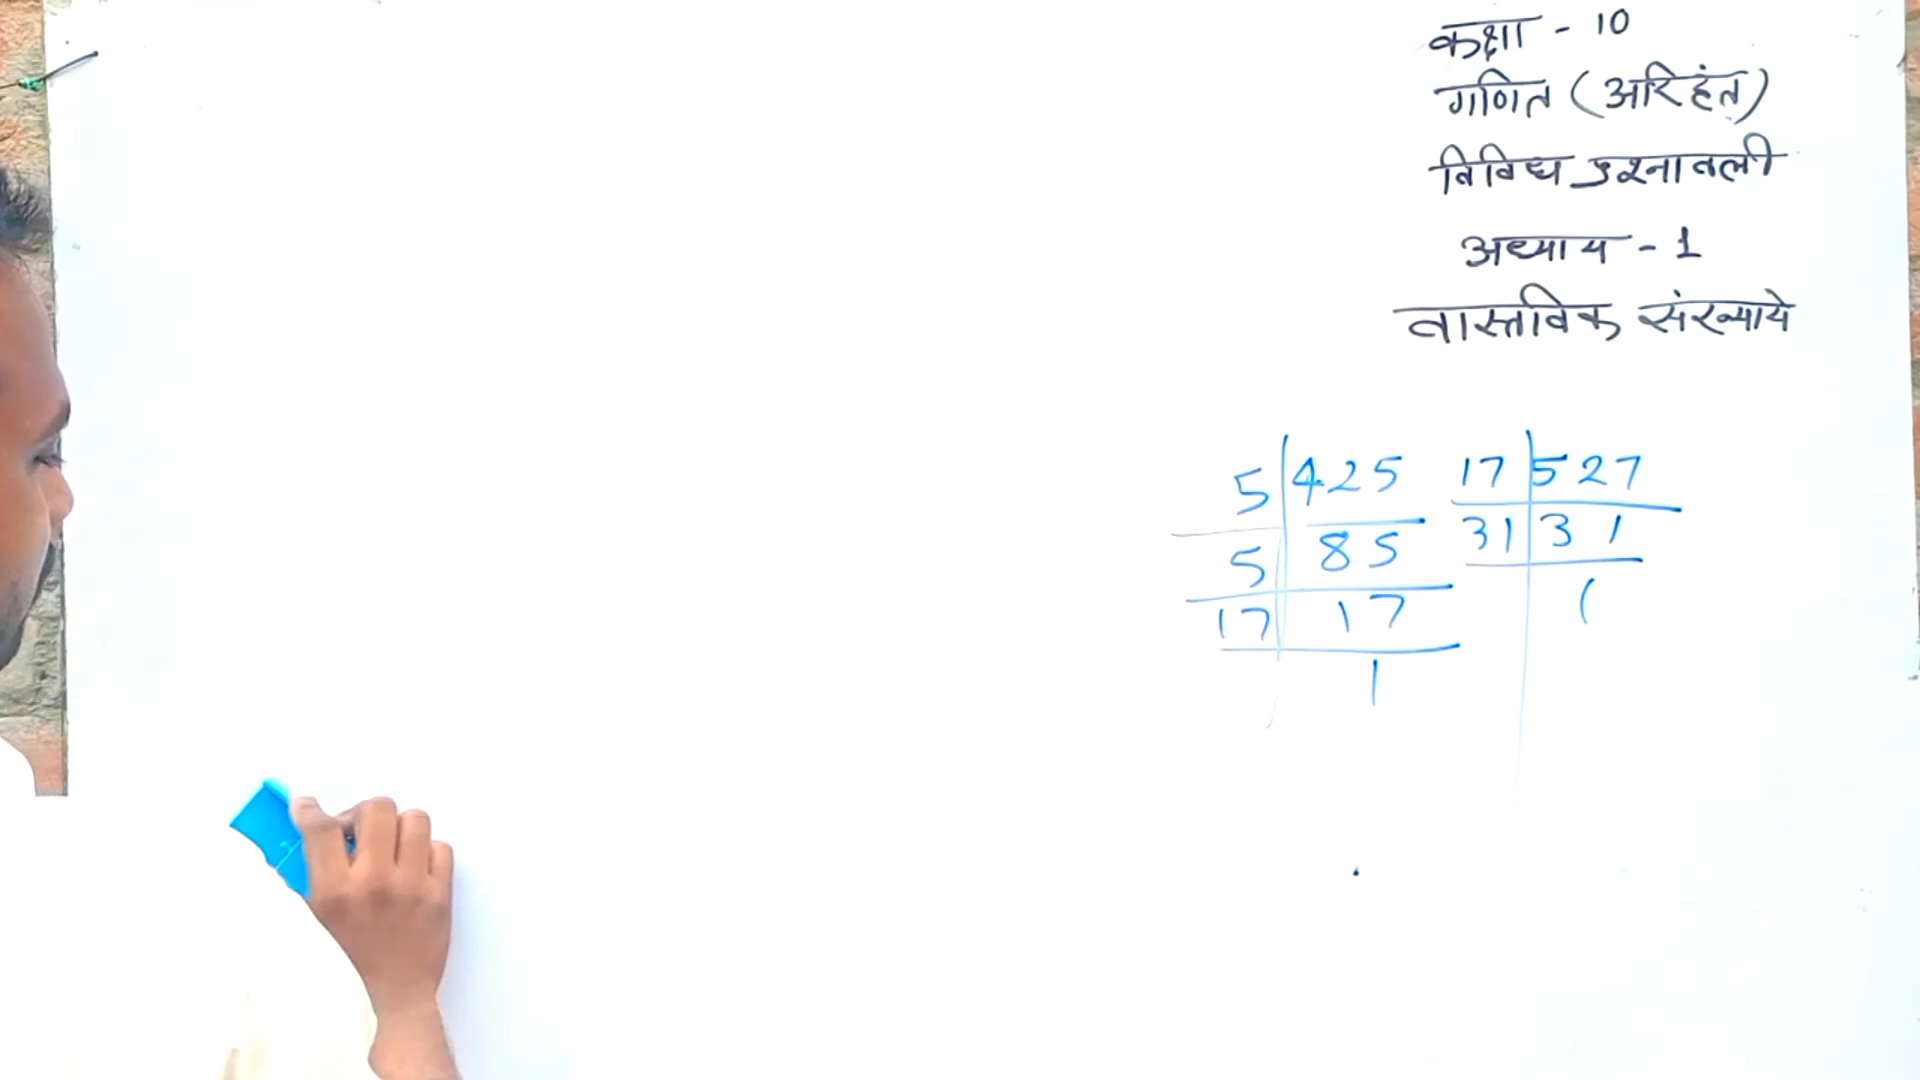 कक्षा - 10
गणित (अरिहंत)
विविध प्रश्नावली
अध्याय - 1
वास्तविक संख्याये
5 | 425
5 | 85
17 | 17
1
17 | 527
31 | 31
1